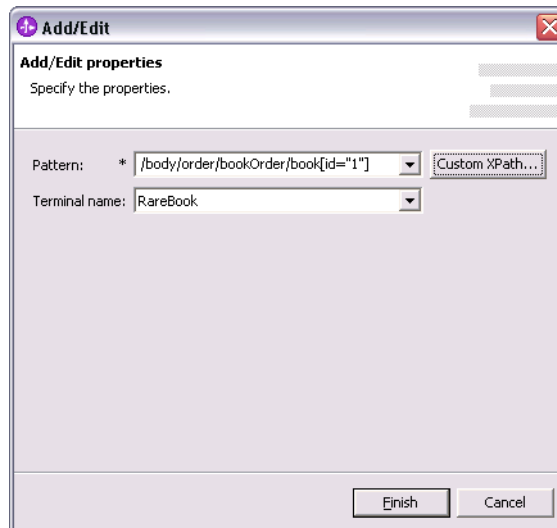 Add/Edit
Add/Edit properties
Specify the properties.
Pattern: * /body/order/bookOrder/book[id="1"] Custom XPath...
Terminal name: RareBook
Finish Cancel